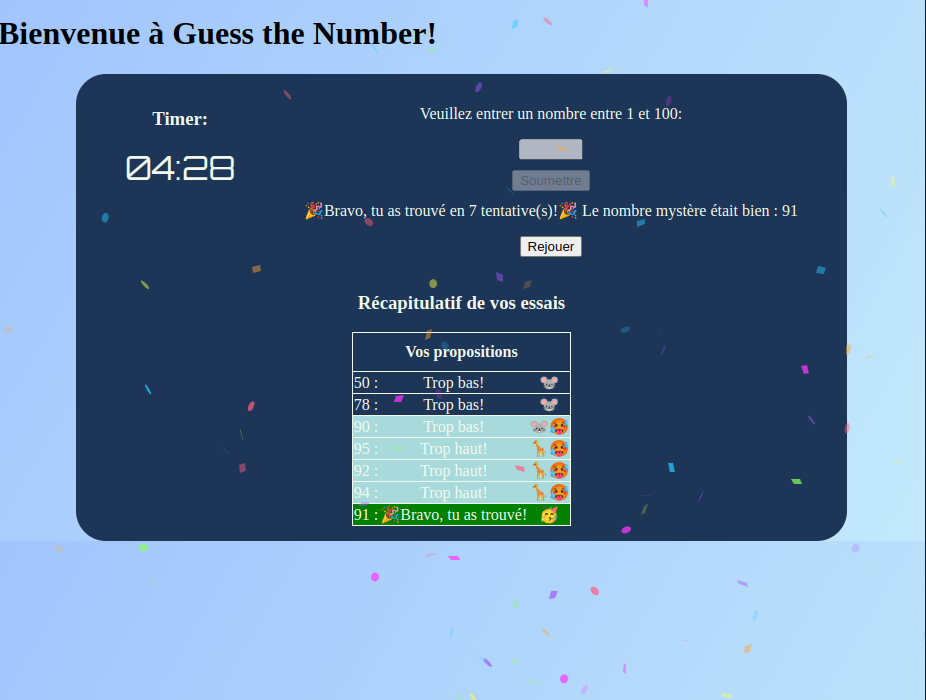 Bienvenue à Guess the Number!
Timer:
04:28
Veuillez entrer un nombre entre 1 et 100:
Soumettre
🎉Bravo, tu as trouvé en 7 tentative(s)!🎉 Le nombre mystère était bien : 91
Rejouer
Récapitulatif de vos essais
Vos propositions
50 : Trop bas! 🐭
78 : Trop bas! 🐭
90 : Trop bas! 🐭🥵
95 : Trop haut! 🦒🥵
92 : Trop haut! 🦒🥵
94 : Trop haut! 🦒🥵
91 : 🎉Bravo, tu as trouvé! 🥳